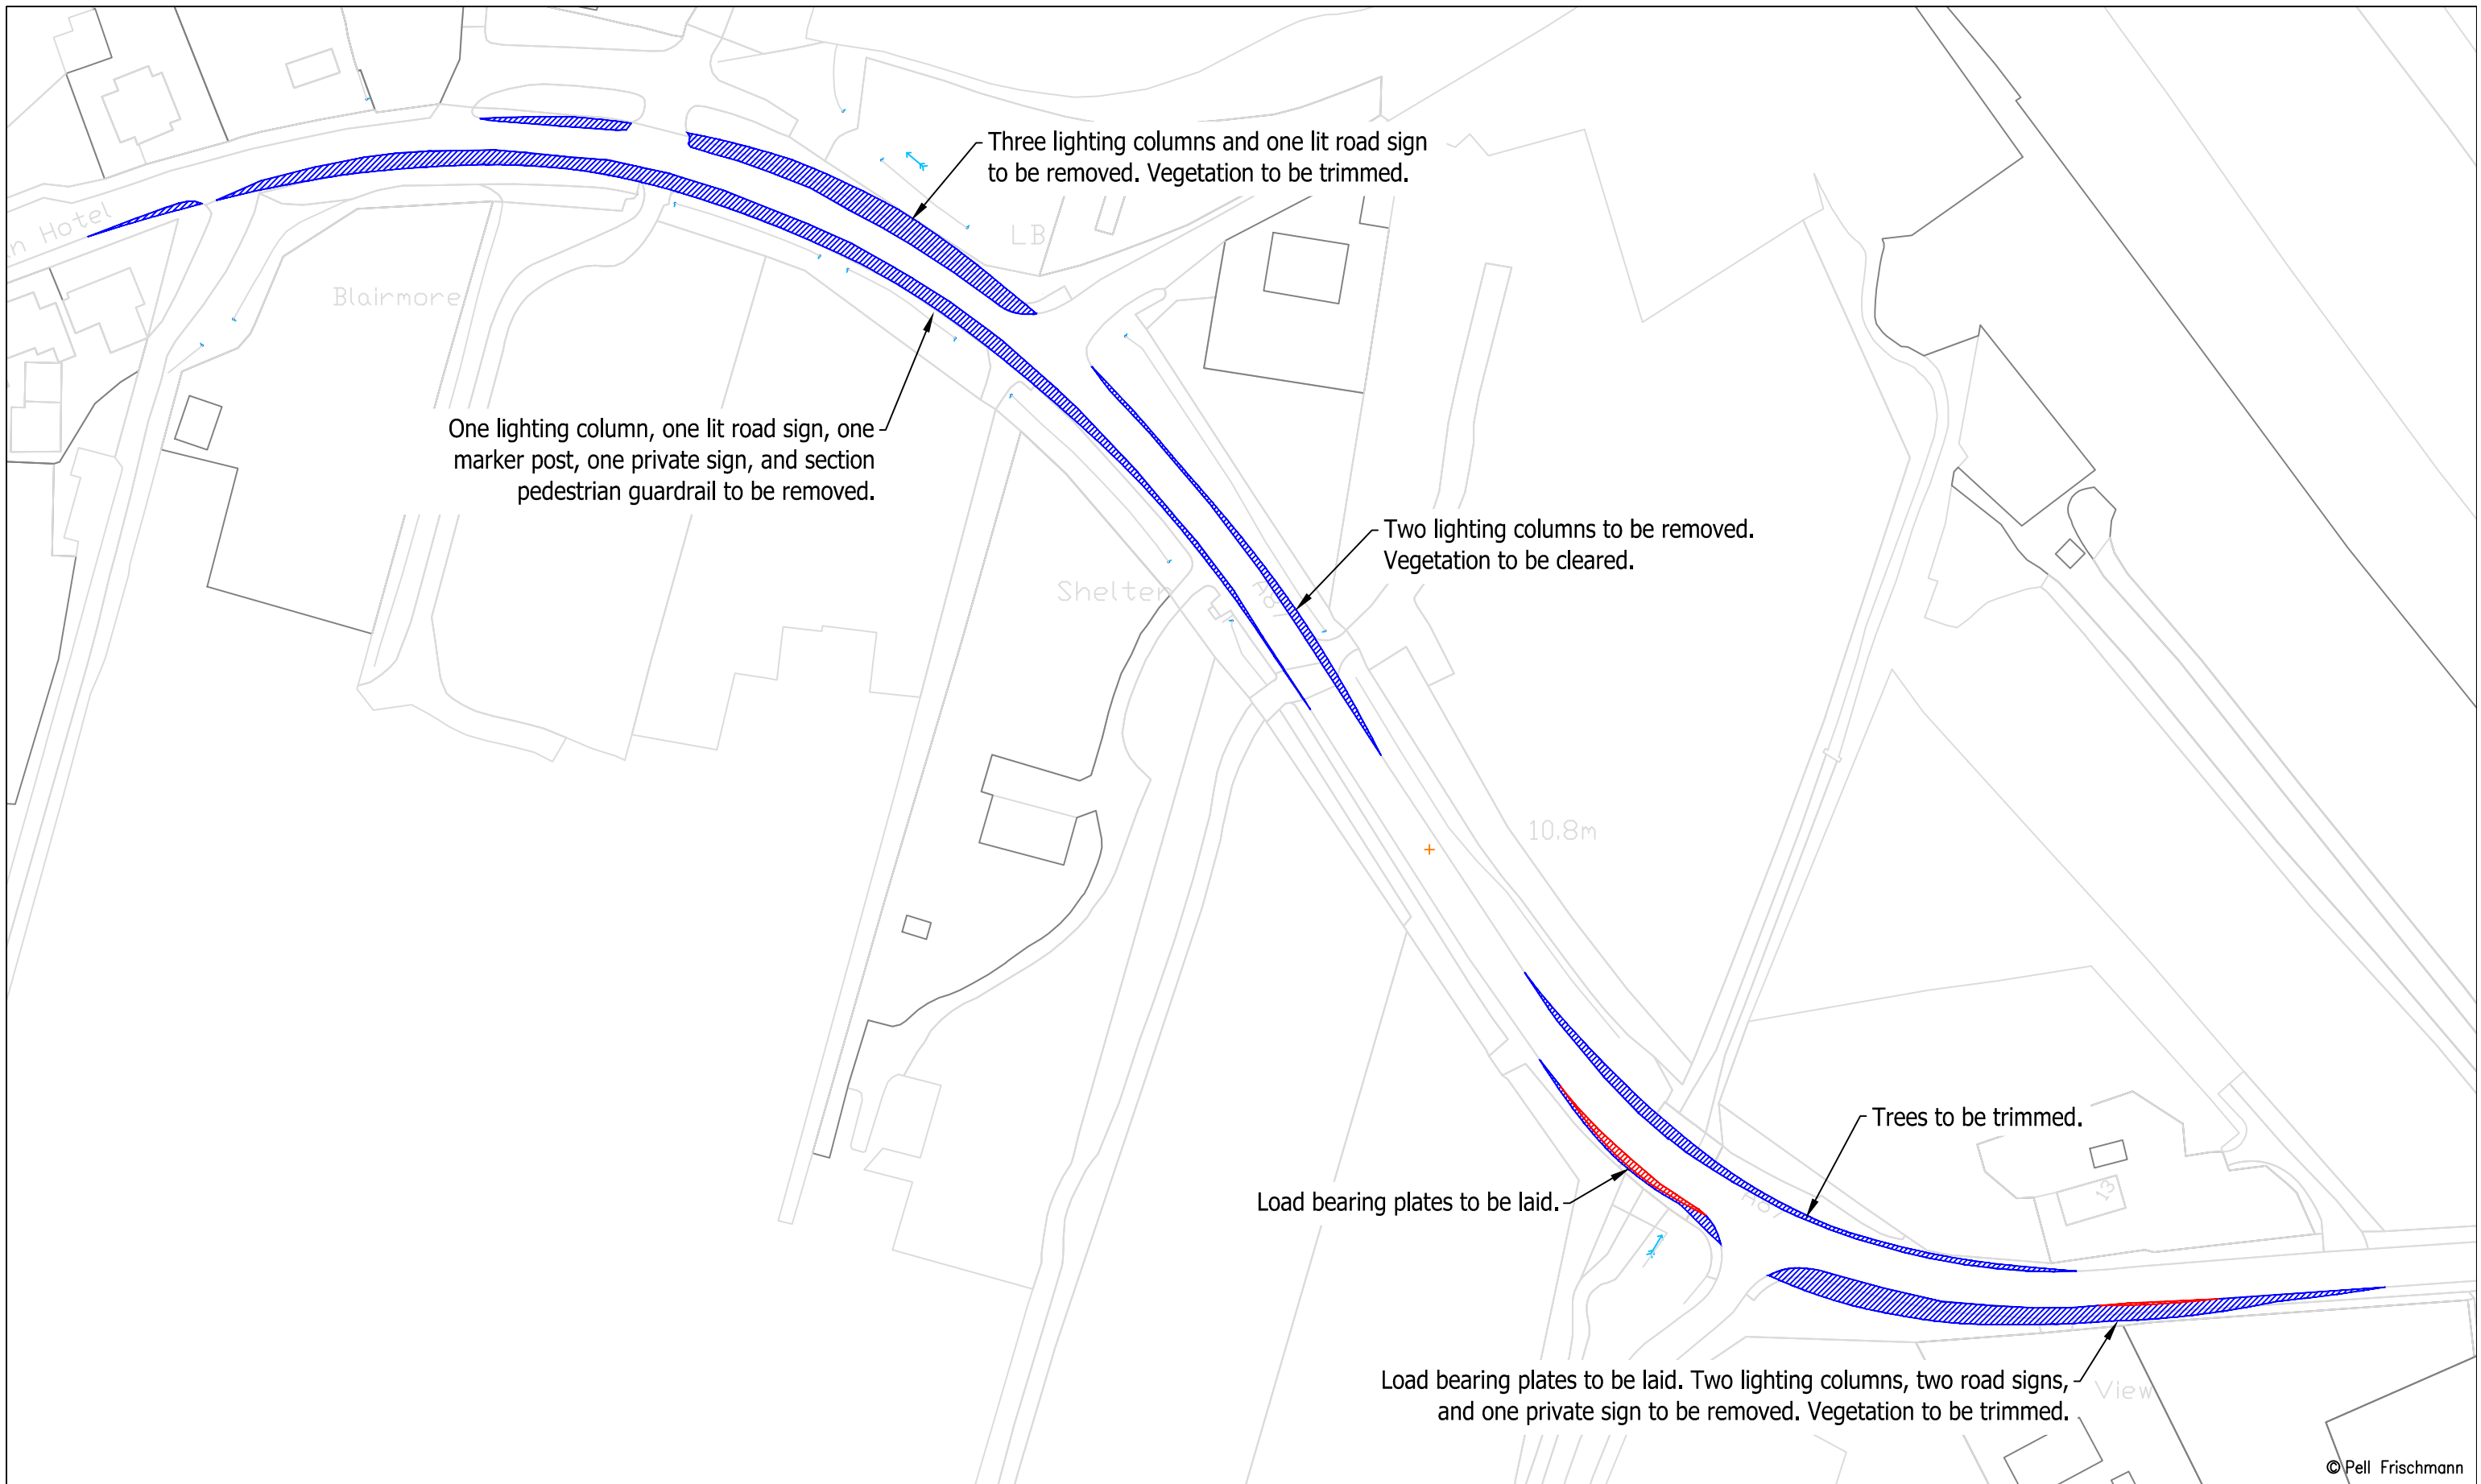 Three lighting columns and one lit road sign
to be removed. Vegetation to be trimmed.
Hotel
LB
Blairmore
One lighting column, one lit road sign, one
marker post, one private sign, and section
pedestrian guardrail to be removed.
Two lighting columns to be removed.
Vegetation to be cleared.
Shelter
10.8m
Trees to be trimmed.
13
Load bearing plates to be laid.
Load bearing plates to be laid. Two lighting columns, two road signs,
and one private sign to be removed. Vegetation to be trimmed.
View
© Pell Frischmann